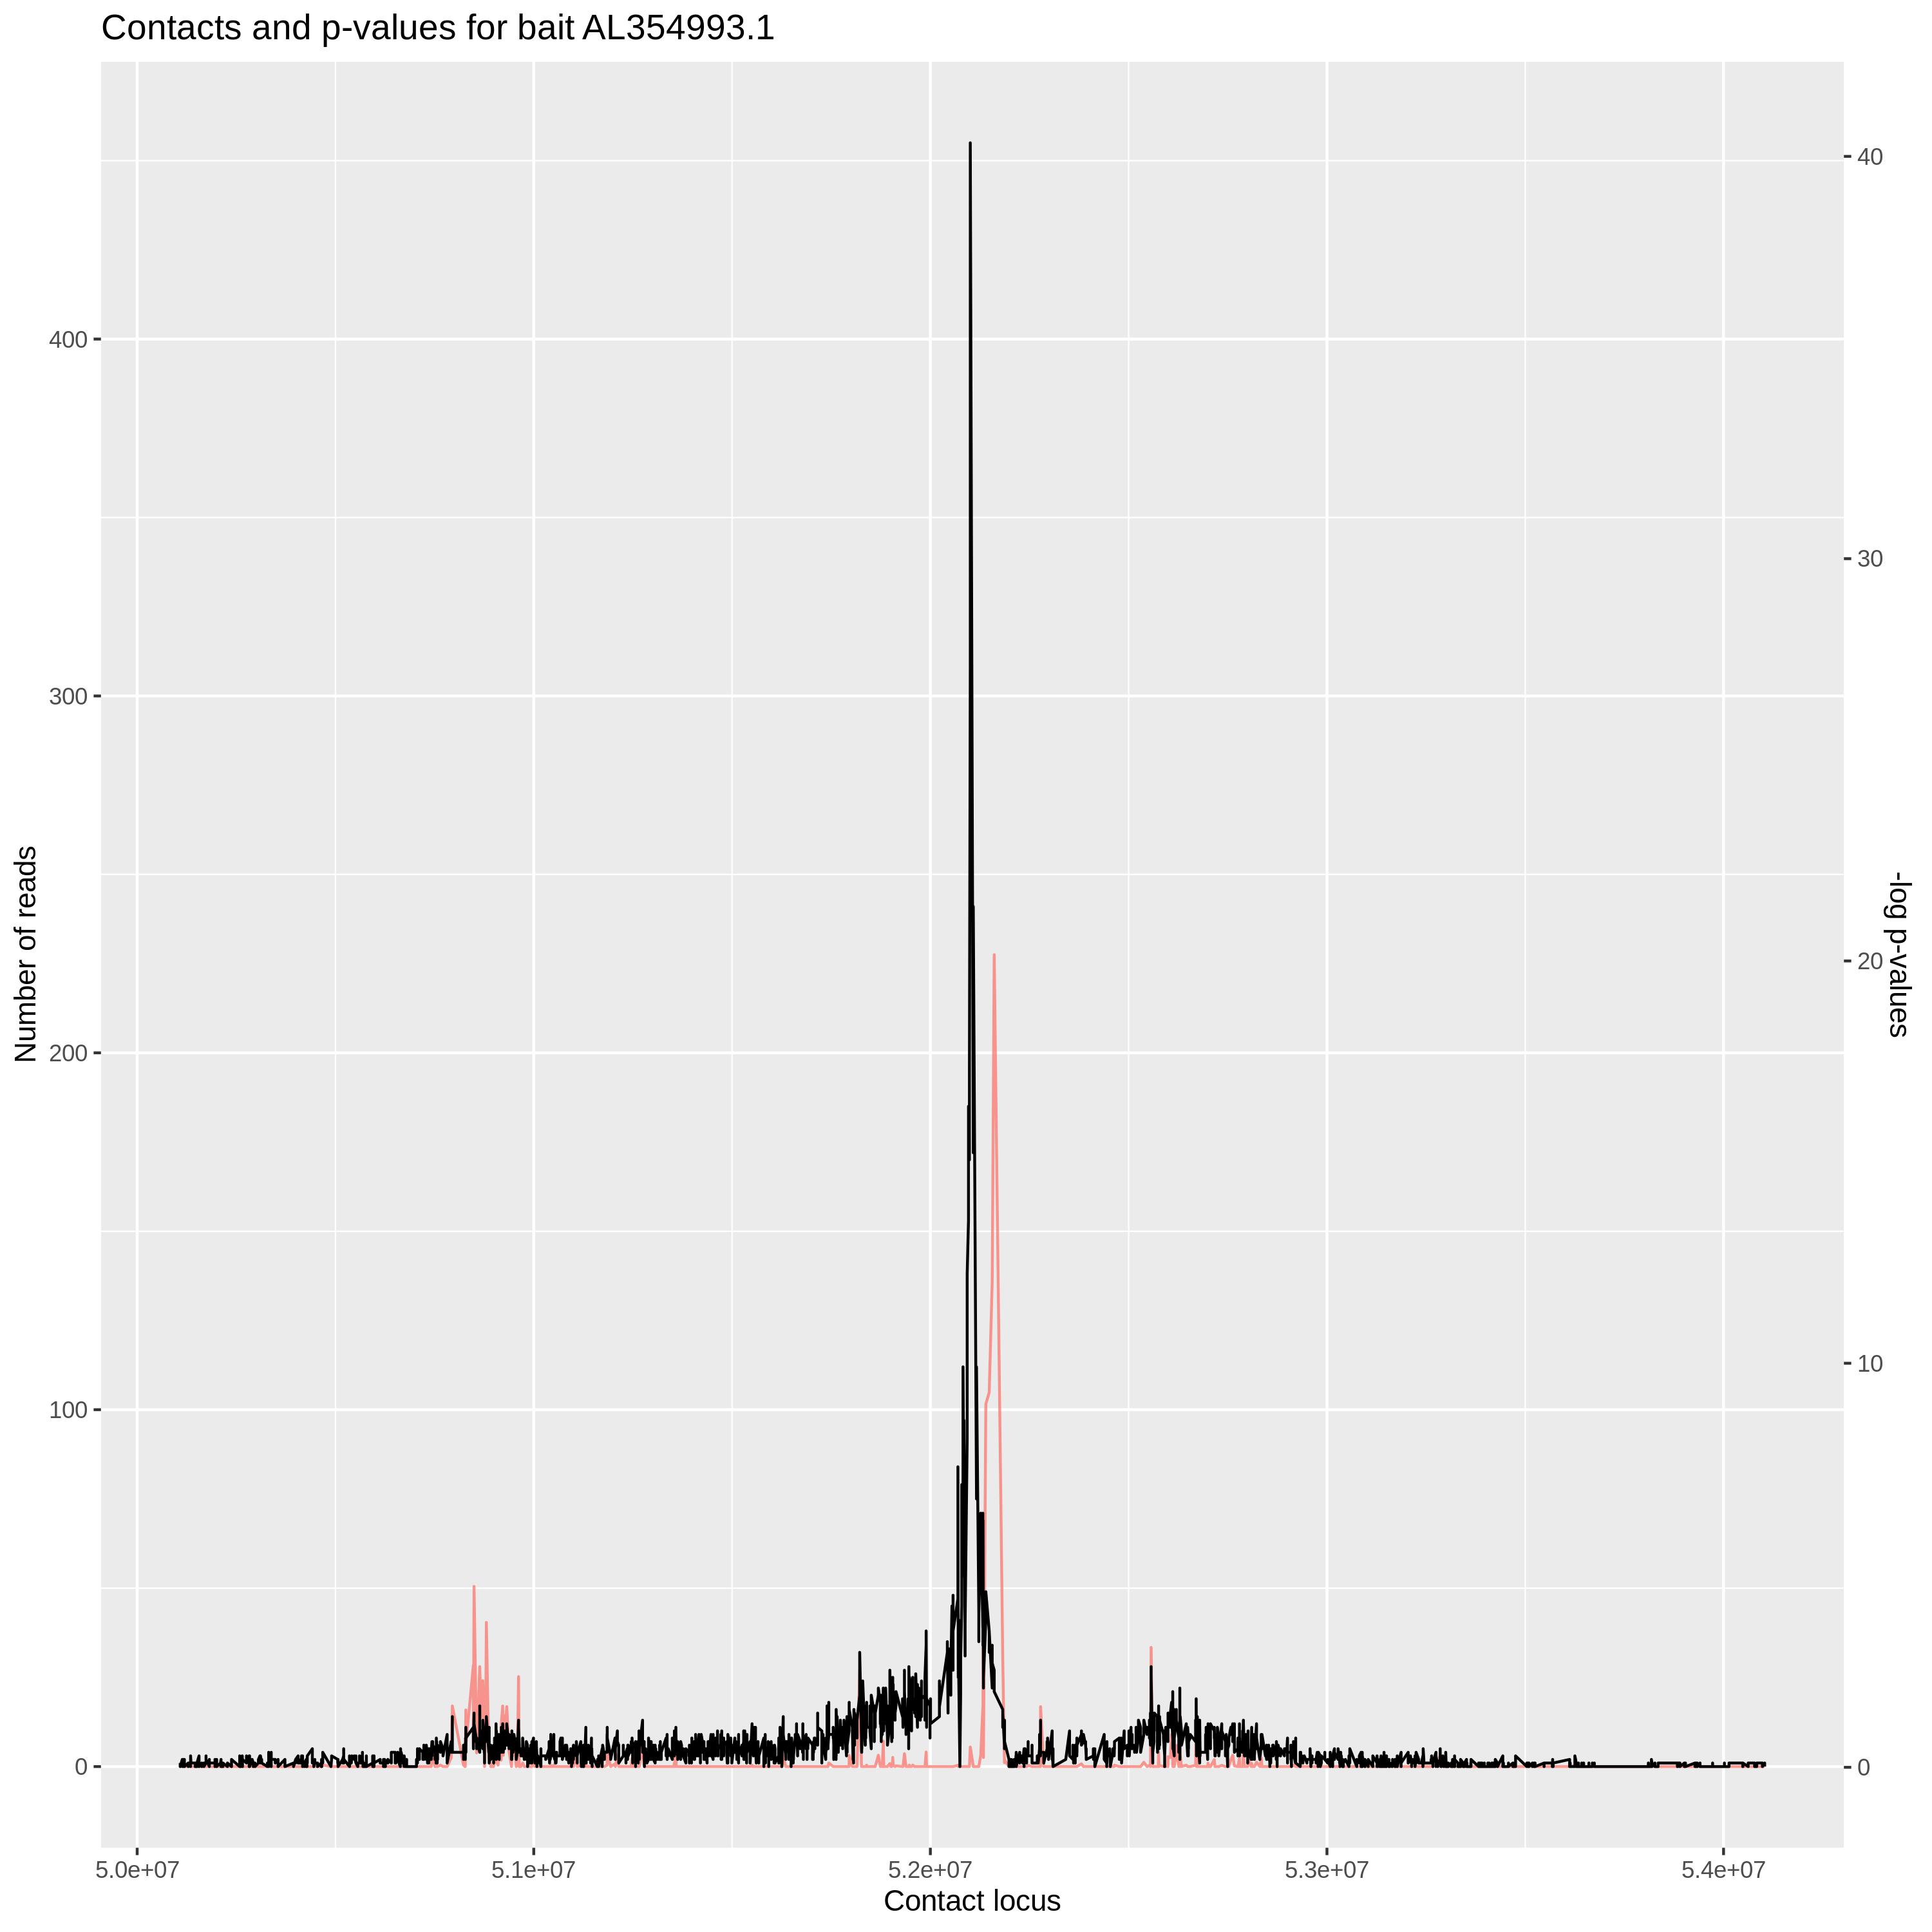 Contacts and p-values for bait AL354993.1
Number of reads
400
300
200
100
0
40
30
20
10
0
-log p-values
5.0e+07
5.1e+07
5.2e+07
5.3e+07
5.4e+07
Contact locus